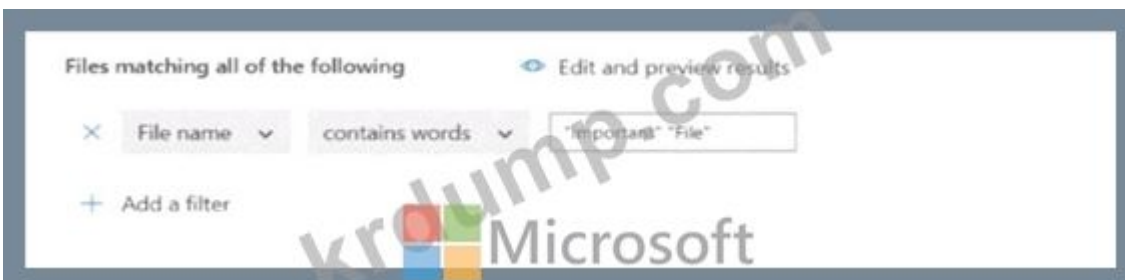 Files matching all of the following Edit and preview results
× File name contains words "Important" "File"
+ Add a filter
krdump.com
Microsoft